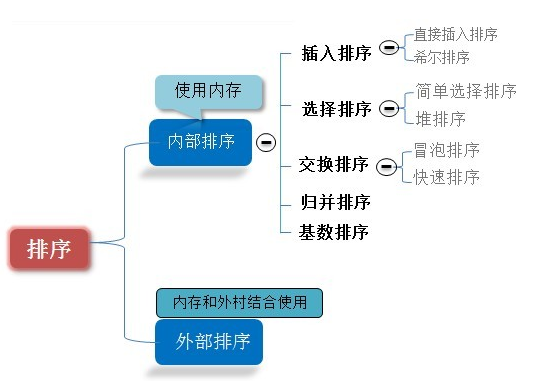 排序
使用内存
内部排序
插入排序
直接插入排序
希尔排序
选择排序
简单选择排序
堆排序
交换排序
冒泡排序
快速排序
归并排序
基数排序
内存和外村结合使用
外部排序